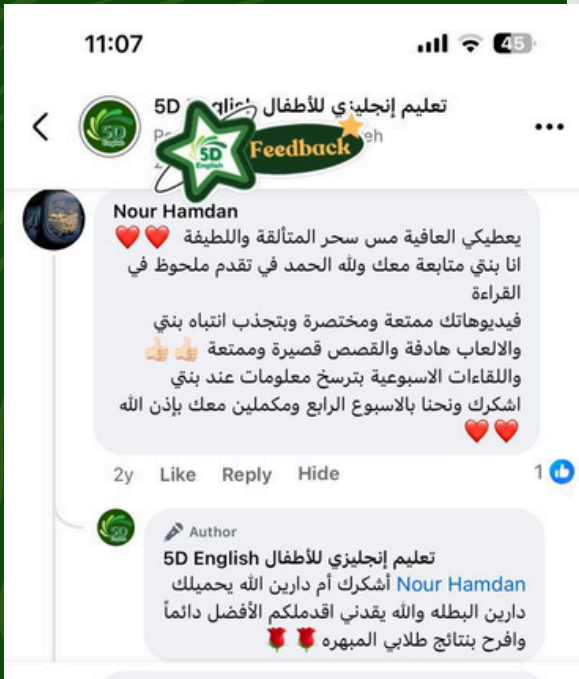 11:07
45
5D English تعليم إنجليزي للأطفال
5D
English
5D
English
Feedback
Nour Hamdan
يعطيكي العافية مس سحر المتألقة واللطيفة ❤️❤️
انا بنتي متابعة معك ولله الحمد في تقدم ملحوظ في
القراءة
فيديوهاتك ممتعة ومختصرة وبتجذب انتباه بنتي
والالعاب هادفة والقصص قصيرة وممتعة 👍🏻👍🏻
واللقاءات الاسبوعية بترسخ معلومات عند بنتي
اشكرك ونحنا بالاسبوع الرابع ومكملين معك بإذن الله
❤️❤️
2y Like Reply Hide 1
5D
Author
5D English تعليم إنجليزي للأطفال
Nour Hamdan أشكرك أم دارين الله يحميلك
دارين البطله والله يقدني اقدملكم الأفضل دائماً
وافرح بنتائج طلابي المبهره 🌹🌹